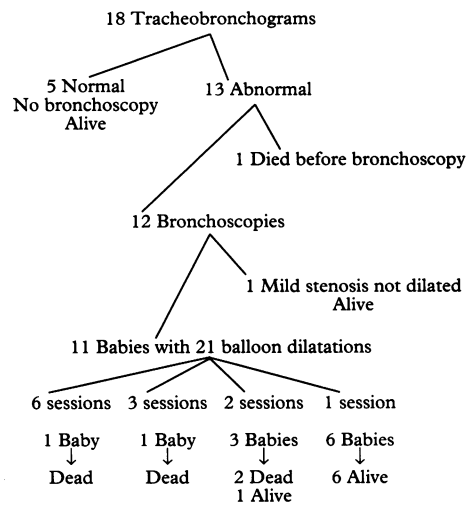 18 Tracheobronchograms
5 Normal
No bronchoscopy
Alive
13 Abnormal
1 Died before bronchoscopy
12 Bronchoscopies
1 Mild stenosis not dilated
Alive
11 Babies with 21 balloon dilatations
6 sessions 3 sessions 2 sessions 1 session
1 Baby 1 Baby 3 Babies 6 Babies
Dead Dead 2 Dead 6 Alive
1 Alive